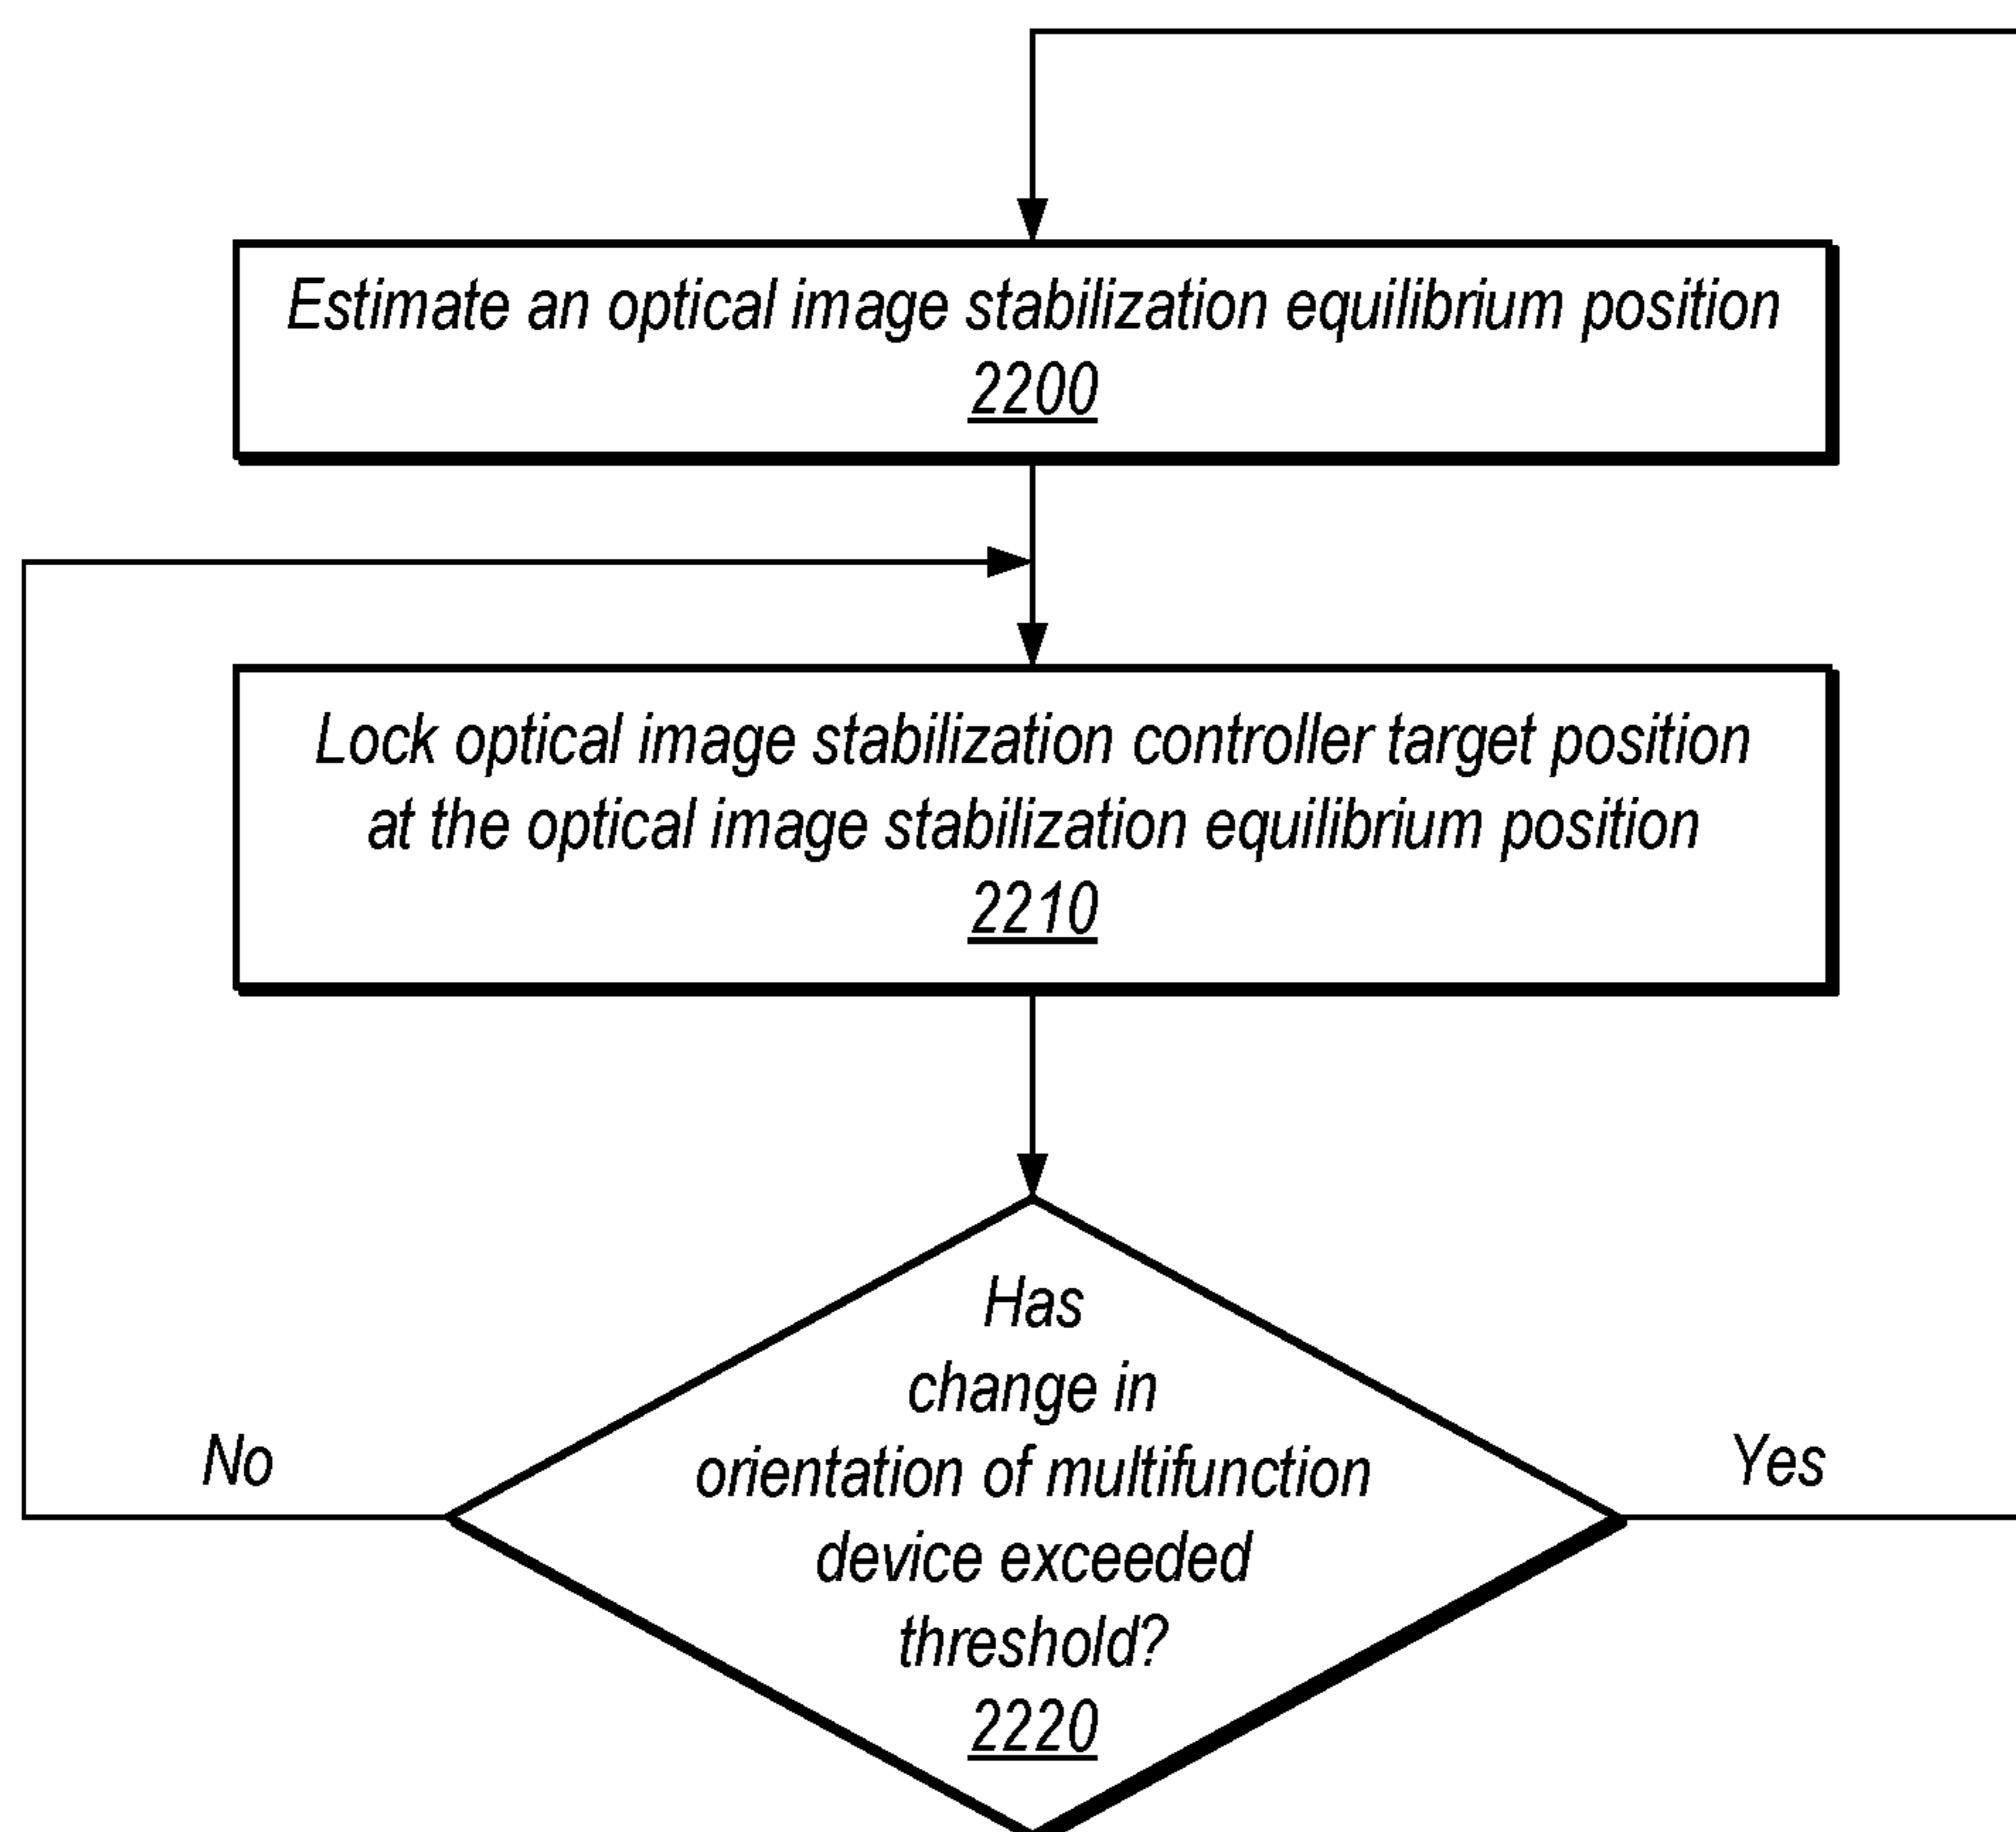 Estimate an optical image stabilization equilibrium position
2200
Lock optical image stabilization controller target position
at the optical image stabilization equilibrium position
2210
Has
change in
orientation of multifunction
device exceeded
threshold?
2220
No
Yes